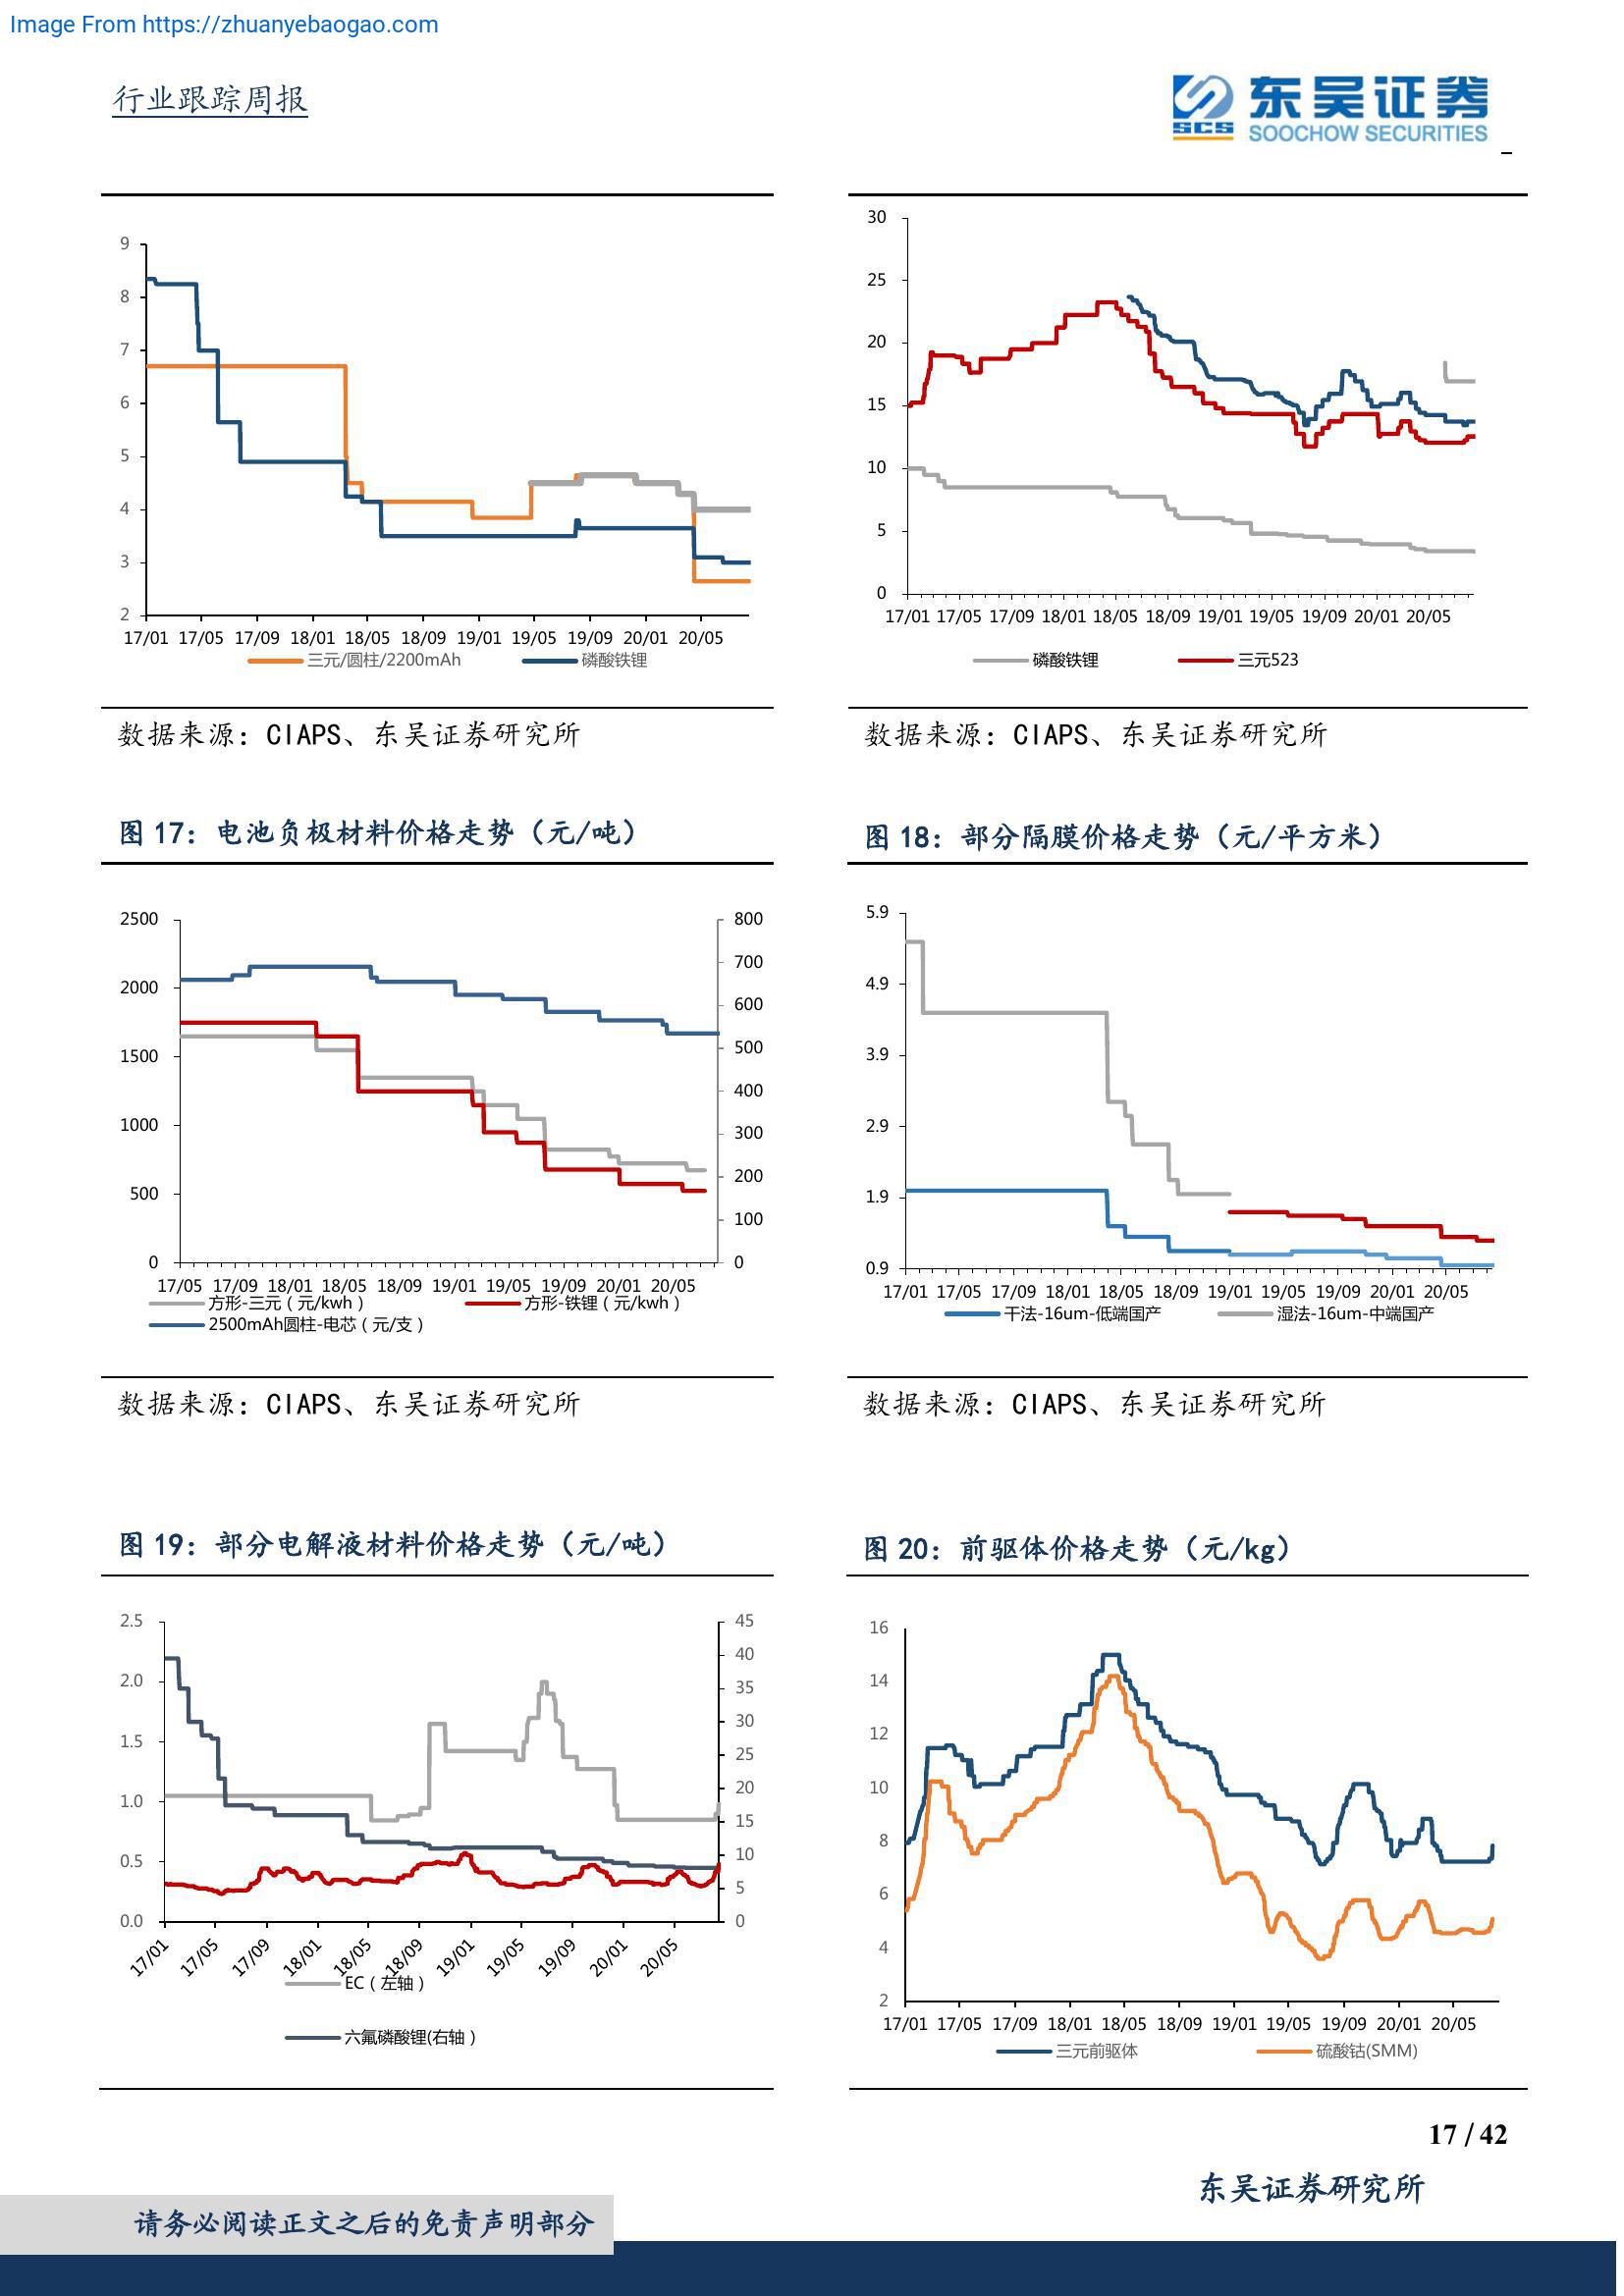 Image From https://zhuanyebaogao.com
行业跟踪周报
SCS
东吴证券
SOOCHOW SECURITIES
9
8
7
6
5
4
3
2
17/01 17/05 17/09 18/01 18/05 18/09 19/01 19/05 19/09 20/01 20/05
三元/圆柱/2200mAh 磷酸铁锂
30
25
20
15
10
5
0
17/01 17/05 17/09 18/01 18/05 18/09 19/01 19/05 19/09 20/01 20/05
磷酸铁锂 三元523
数据来源：CIAPS、东吴证券研究所
数据来源：CIAPS、东吴证券研究所
图 17：电池负极材料价格走势（元/吨）
图 18：部分隔膜价格走势（元/平方米）
2500 800
700
2000
600
1500 500
400
1000
300
500 200
100
0 0
17/05 17/09 18/01 18/05 18/09 19/01 19/05 19/09 20/01 20/05
方形-三元（元/kwh） 方形-铁锂（元/kwh）
2500mAh圆柱-电芯（元/支）
5.9
4.9
3.9
2.9
1.9
0.9
17/01 17/05 17/09 18/01 18/05 18/09 19/01 19/05 19/09 20/01 20/05
干法-16um-低端国产 湿法-16um-中端国产
数据来源：CIAPS、东吴证券研究所
数据来源：CIAPS、东吴证券研究所
图 19：部分电解液材料价格走势（元/吨）
图 20：前驱体价格走势（元/kg）
2.5 45
40
2.0 35
30
1.5
25
1.0 20
15
0.5 10
5
0.0 0
17/01 17/05 17/09 18/01 18/05 18/09 19/01 19/05 19/09 20/01 20/05
EC（左轴）
六氟磷酸锂(右轴）
16
14
12
10
8
6
4
2
17/01 17/05 17/09 18/01 18/05 18/09 19/01 19/05 19/09 20/01 20/05
三元前驱体 硫酸钴(SMM)
17 / 42
东吴证券研究所
请务必阅读正文之后的免责声明部分